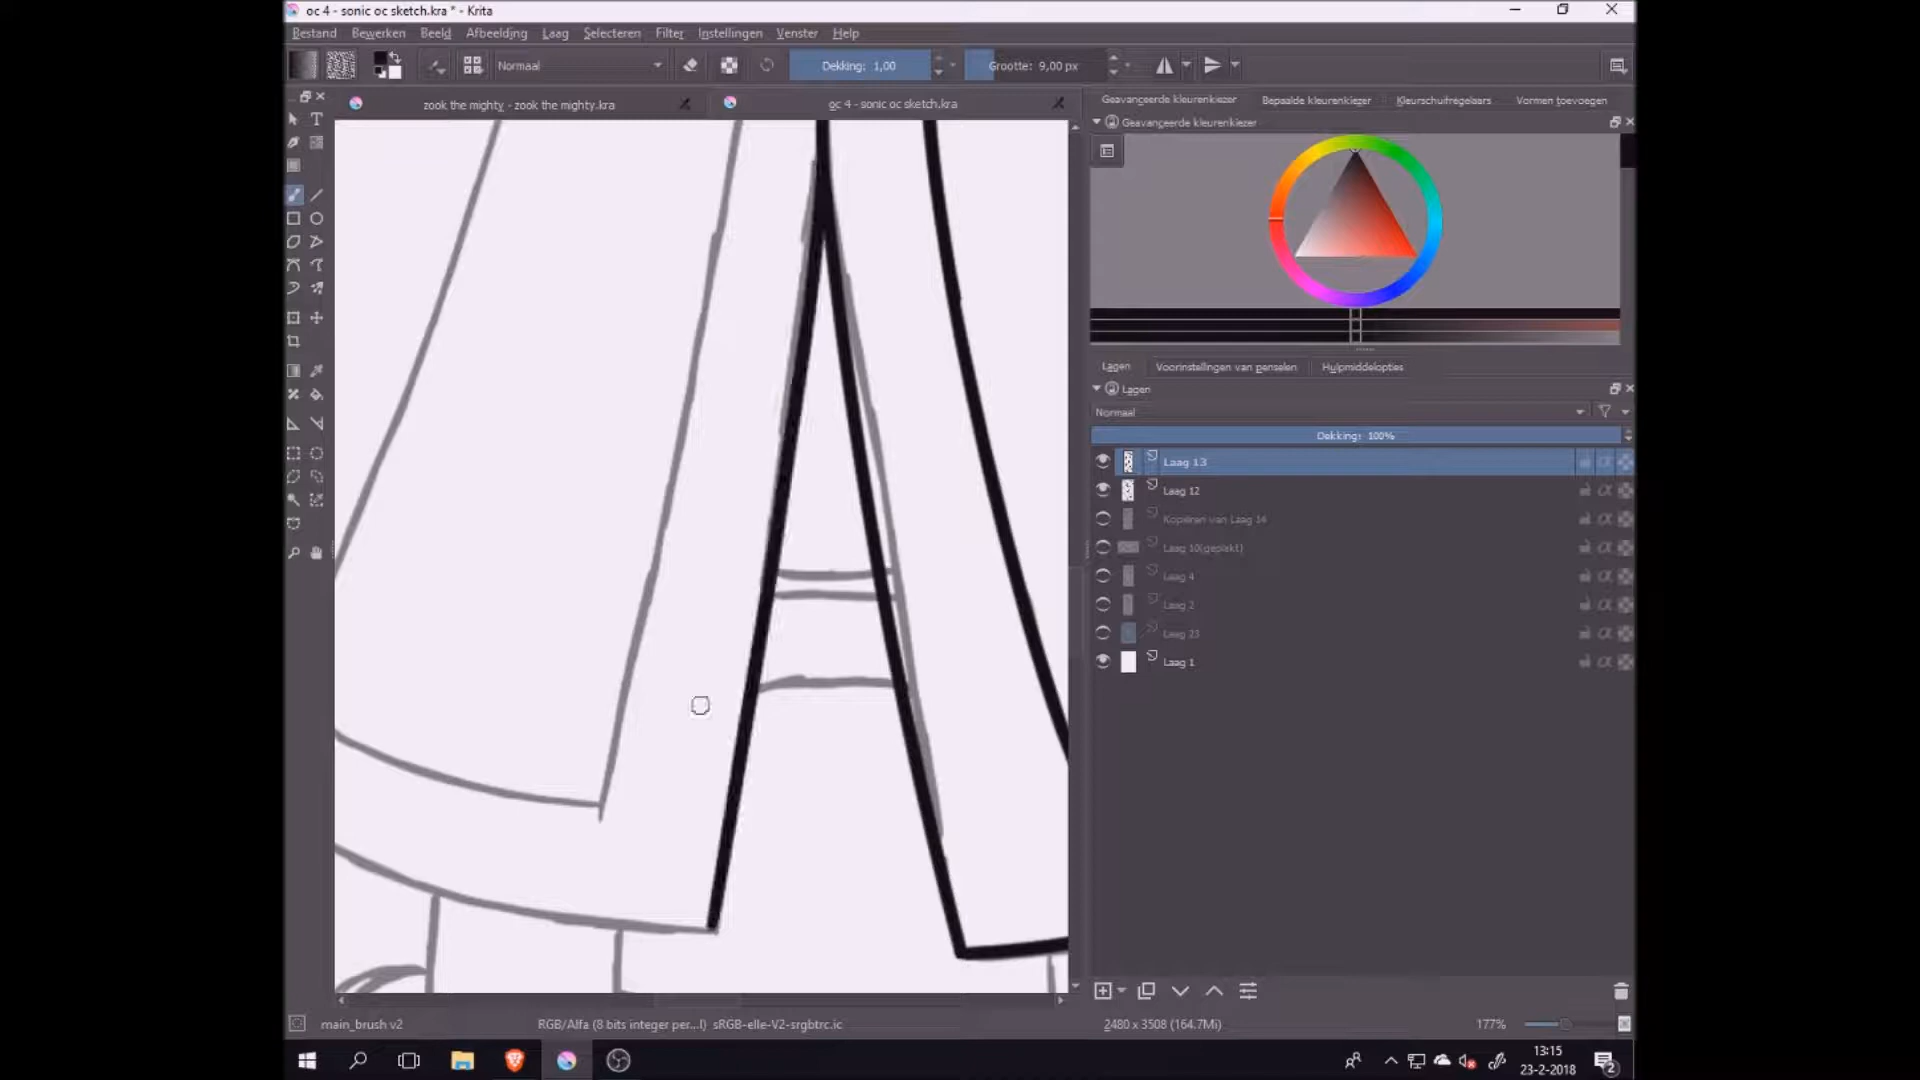 oc 4 - sonic oc sketch.kra * - Krita
Bestand Bewerken Beeld Afbeelding Laag Selecteren Filter Instellingen Venster Help
Normaal Dekking: 1,00 Grootte: 9,00 px
zook the mighty - zook the mighty.kra oc 4 - sonic oc sketch.kra
Geavanceerde kleurenkiezer Bepaalde kleurenkiezer Kleurschuifregelaars Vormen toevoegen
Geavanceerde kleurenkiezer
Lagen Voorinstellingen van penselen Hulpmiddelopties
Lagen
Normaal
Dekking: 100%
Laag 13
Laag 12
Kopiëren van Laag 14
Laag 10(geplakt)
Laag 4
Laag 2
Laag 23
Laag 1
main_brush v2 RGB/Alfa (8 bits integer per...l) sRGB-elle-V2-srgbtrc.ic 2480 x 3508 (164.7Mi) 177%
13:15
23-2-2018
2